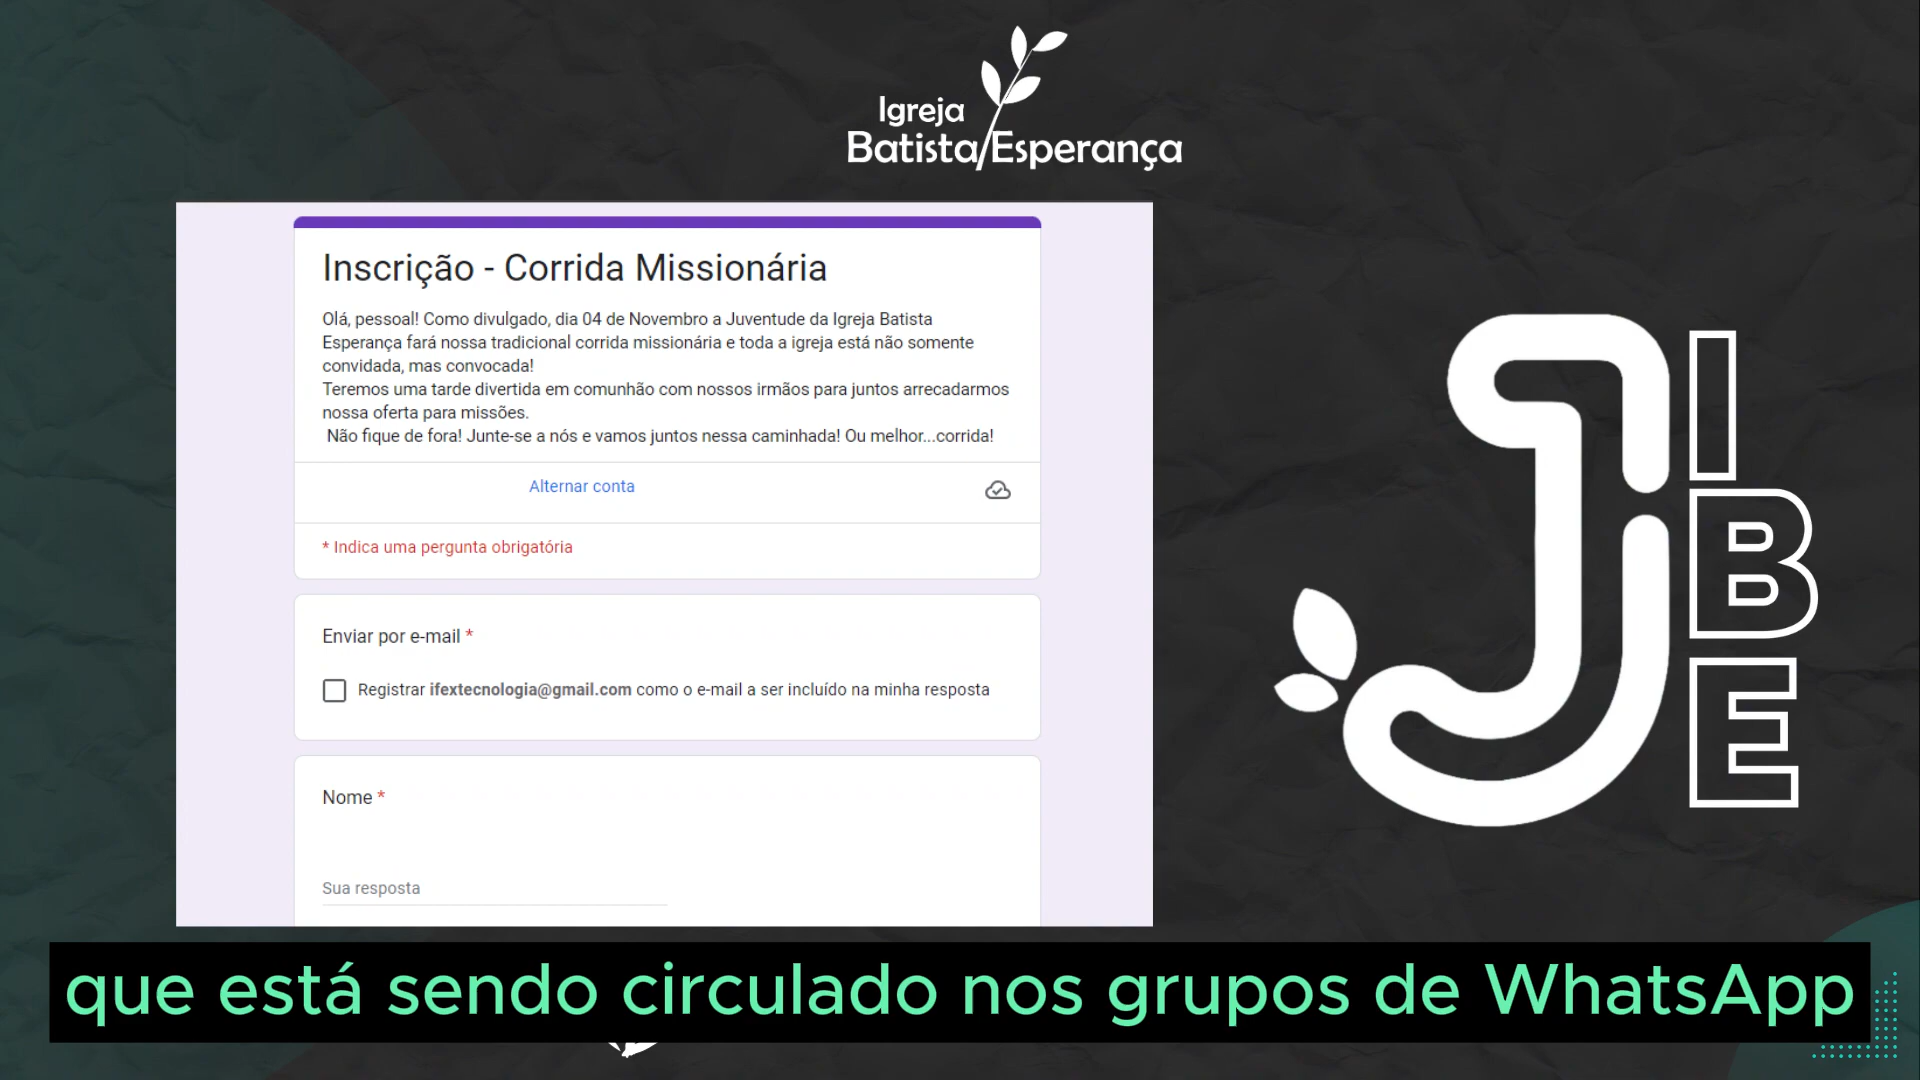 Igreja
Batista Esperança
Inscrição - Corrida Missionária
Olá, pessoal! Como divulgado, dia 04 de Novembro a Juventude da Igreja Batista
Esperança fará nossa tradicional corrida missionária e toda a igreja está não somente
convidada, mas convocada!
Teremos uma tarde divertida em comunhão com nossos irmãos para juntos arrecadarmos
nossa oferta para missões.
Não fique de fora! Junte-se a nós e vamos juntos nessa caminhada! Ou melhor...corrida!
Alternar conta
* Indica uma pergunta obrigatória
Enviar por e-mail *
Registrar ifextecnologia@gmail.com como o e-mail a ser incluído na minha resposta
Nome *
Sua resposta
J
I
B
E
que está sendo circulado nos grupos de WhatsApp